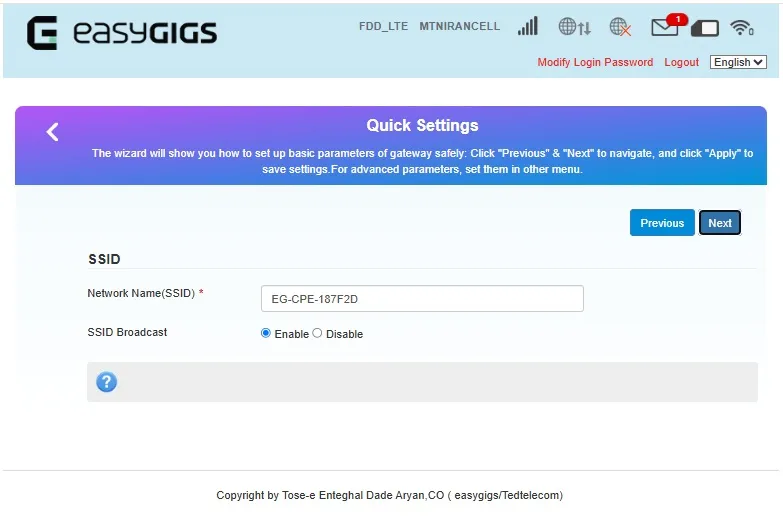 easyGIGS
FDD_LTE MTNIRANCELL 1 0
Modify Login Password Logout English
Quick Settings
The wizard will show you how to set up basic parameters of gateway safely: Click "Previous" & "Next" to navigate, and click "Apply" to
save settings.For advanced parameters, set them in other menu.
Previous Next
SSID
Network Name(SSID) *
EG-CPE-187F2D
SSID Broadcast
Enable Disable
?
Copyright by Tose-e Enteghal Dade Aryan,CO ( easygigs/Tedtelecom)